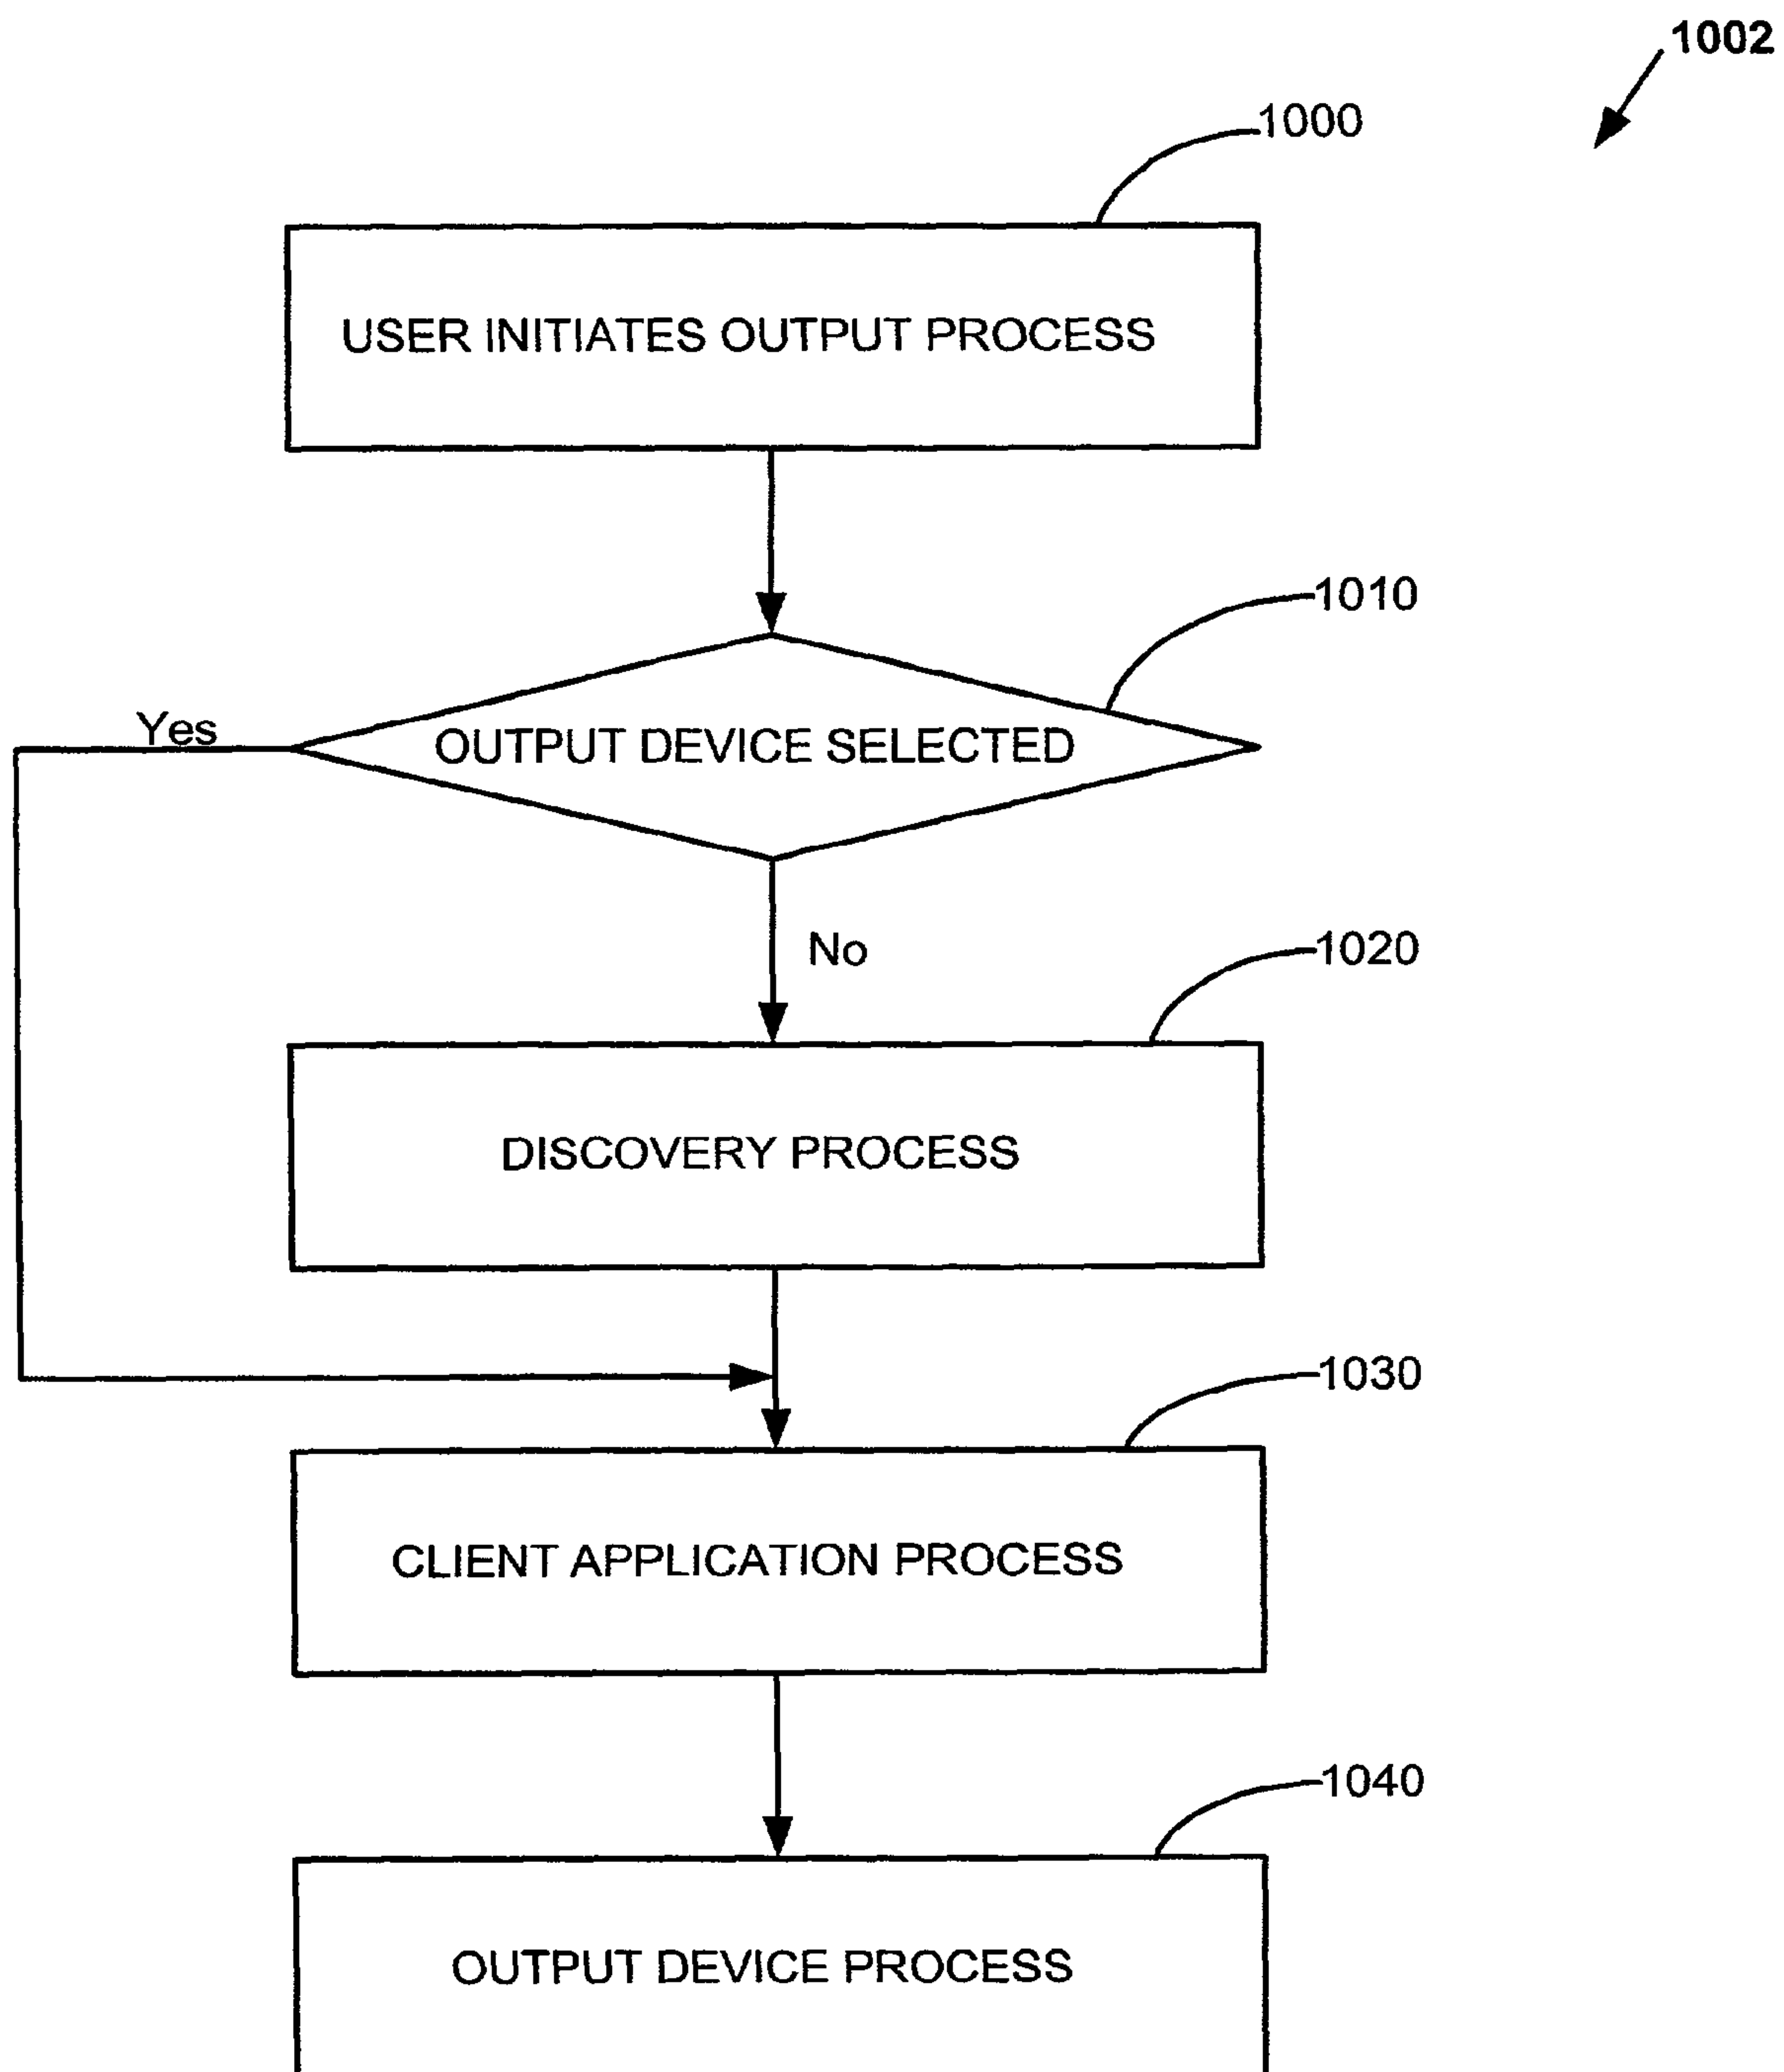 1002
1000
USER INITIATES OUTPUT PROCESS
1010
Yes
OUTPUT DEVICE SELECTED
No
1020
DISCOVERY PROCESS
1030
CLIENT APPLICATION PROCESS
1040
OUTPUT DEVICE PROCESS